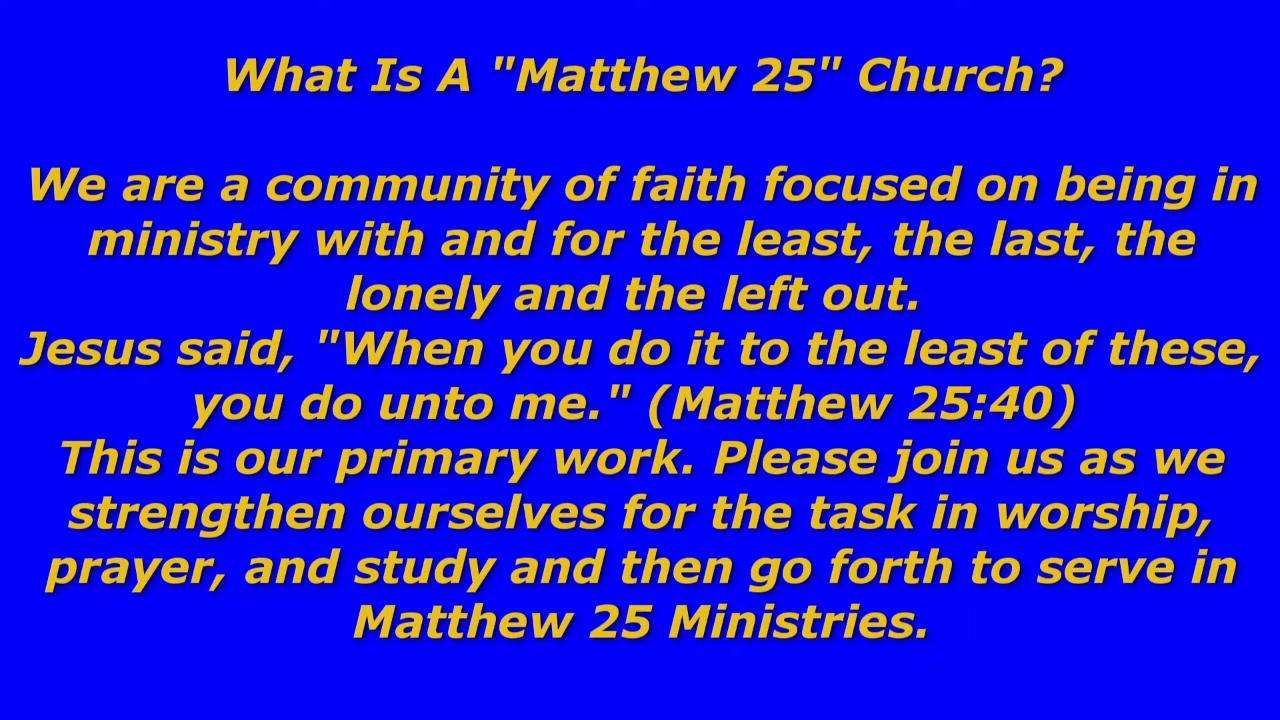 What Is A "Matthew 25" Church?
We are a community of faith focused on being in
ministry with and for the least, the last, the
lonely and the left out.
Jesus said, "When you do it to the least of these,
you do unto me." (Matthew 25:40)
This is our primary work. Please join us as we
strengthen ourselves for the task in worship,
prayer, and study and then go forth to serve in
Matthew 25 Ministries.